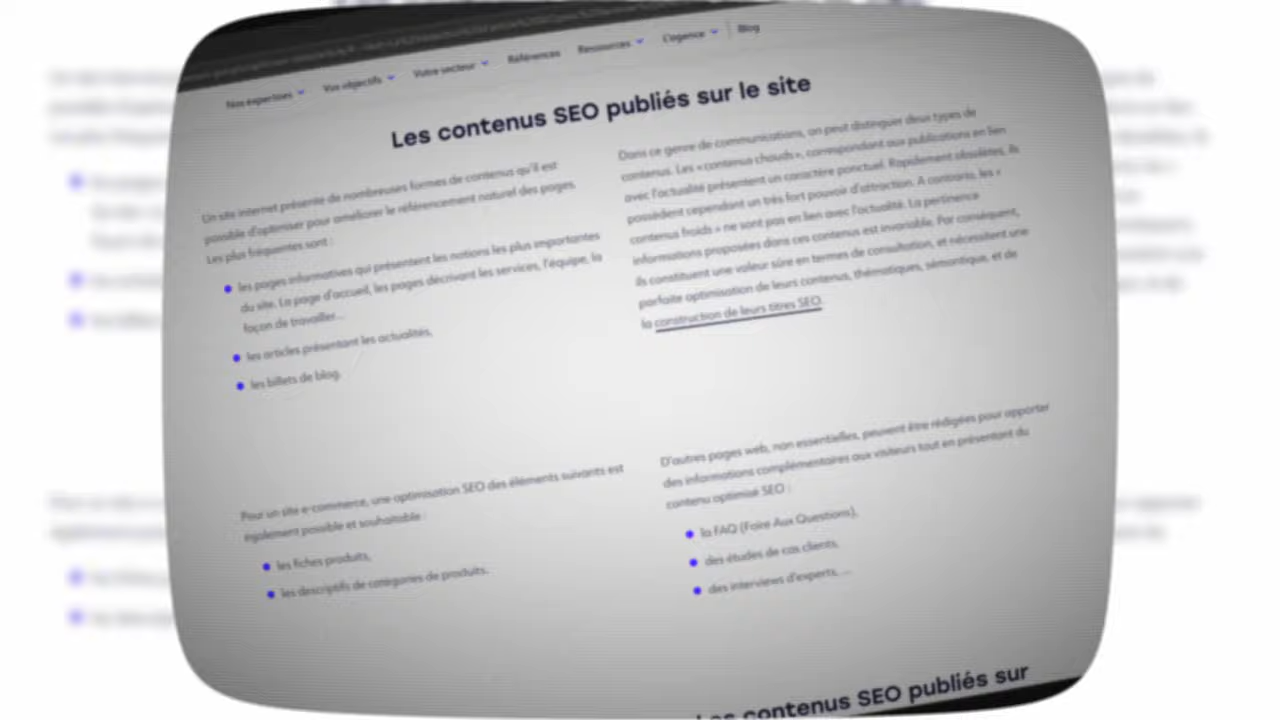 Nos expertises
Vos objectifs
Votre secteur
Références
Ressources
L'agence
Blog
Les contenus SEO publiés sur le site
Un site internet présente de nombreuses formes de contenu qu'il est
possible d'optimiser pour améliorer le référencement naturel des pages.
Les plus fréquentes sont :
les pages informatives qui présentent les notions les plus importantes
du site. La page d'accueil, les pages décrivant les services, l'équipe, la
façon de travailler...
les articles présentant les actualités,
les billets de blog.
Dans ce genre de communications, on peut distinguer deux types de
contenus. Les « contenus chauds », correspondant aux publications en lien
avec l'actualité présentent un caractère ponctuel. Rapidement obsolètes, ils
possèdent cependant un très fort pouvoir d'attraction. A contrario, les «
contenus froids » ne sont pas en lien avec l'actualité. La pertinence
informations proposées dans ces contenus est invariable. Par conséquent,
ils constituent une valeur sûre en termes de consultation, et nécessitent une
parfaite optimisation de leurs contenus, thématiques, sémantique, et de
la construction de leurs titres SEO.
Pour un site e-commerce, une optimisation SEO des éléments suivants est
également possible et souhaitable :
les fiches produits,
les descriptifs de catégories de produits.
D'autres pages web, non essentielles, peuvent être rédigées pour apporter
des informations complémentaires aux visiteurs tout en présentant du
contenu optimisé SEO :
la FAQ (Foire Aux Questions),
des études de cas clients,
des interviews d'experts, ...
Les contenus SEO publiés sur